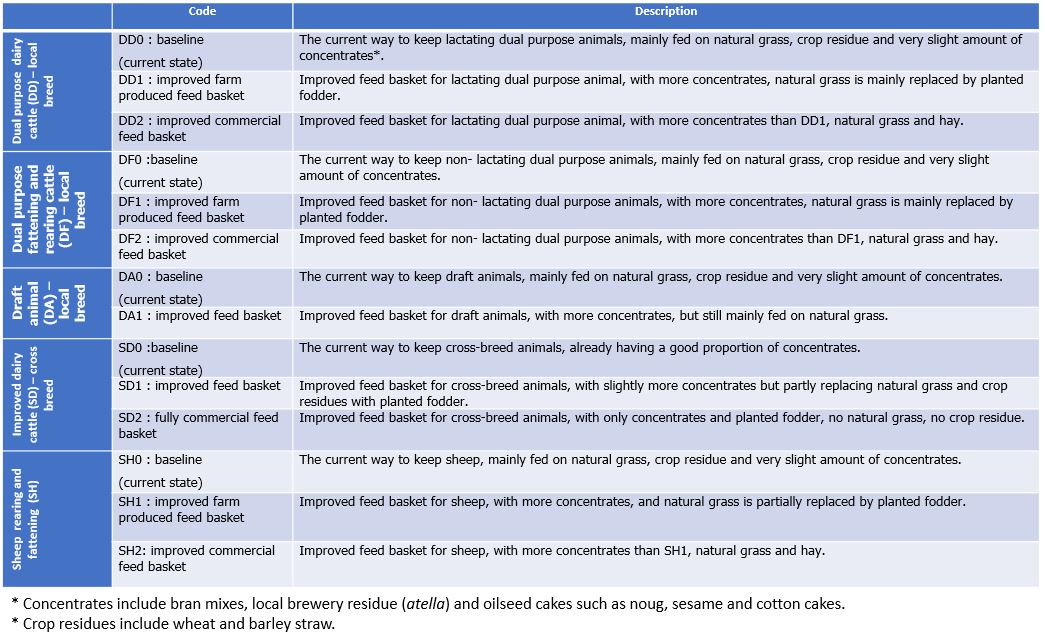 Code
Description
Dual purpose dairy
cattle (DD) – local
breed
DD0 : baseline
(current state)
The current way to keep lactating dual purpose animals, mainly fed on natural grass, crop residue and very slight amount of
concentrates*.
DD1 : improved farm
produced feed basket
Improved feed basket for lactating dual purpose animal, with more concentrates, natural grass is mainly replaced by planted
fodder.
DD2 : improved commercial
feed basket
Improved feed basket for lactating dual purpose animal, with more concentrates than DD1, natural grass and hay.
Dual purpose
fattening and
rearing cattle
(DF) – local
breed
DF0 :baseline
(current state)
The current way to keep non- lactating dual purpose animals, mainly fed on natural grass, crop residue and very slight
amount of concentrates.
DF1 : improved farm
produced feed basket
Improved feed basket for non- lactating dual purpose animals, with more concentrates, natural grass is mainly replaced by
planted fodder.
DF2 : improved commercial
feed basket
Improved feed basket for non- lactating dual purpose animals, with more concentrates than DF1, natural grass and hay.
Draft
animal
(DA) –
local
breed
DA0 : baseline
(current state)
The current way to keep draft animals, mainly fed on natural grass, crop residue and very slight amount of concentrates.
DA1 : improved feed basket
Improved feed basket for draft animals, with more concentrates, but still mainly fed on natural grass.
Improved dairy
cattle (SD) – cross
breed
SD0 :baseline
(current state)
The current way to keep cross-breed animals, already having a good proportion of concentrates.
SD1 : improved feed basket
Improved feed basket for cross-breed animals, with slightly more concentrates but partly replacing natural grass and crop
residues with planted fodder.
SD2 : fully commercial feed
basket
Improved feed basket for cross-breed animals, with only concentrates and planted fodder, no natural grass, no crop residue.
Sheep rearing and
fattening (SH)
SH0 : baseline
(current state)
The current way to keep sheep, mainly fed on natural grass, crop residue and very slight amount of concentrates.
SH1 : improved farm
produced feed basket
Improved feed basket for sheep, with more concentrates, and natural grass is partially replaced by planted fodder.
SH2: improved commercial
feed basket
Improved feed basket for sheep, with more concentrates than SH1, natural grass and hay.
* Concentrates include bran mixes, local brewery residue (atella) and oilseed cakes such as noug, sesame and cotton cakes.
* Crop residues include wheat and barley straw.